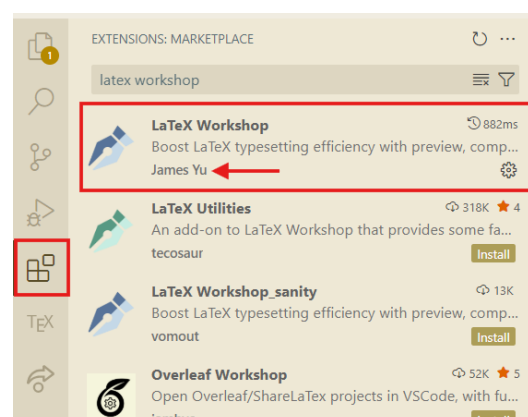 EXTENSIONS: MARKETPLACE
1
latex workshop
LaTeX Workshop 882ms
Boost LaTeX typesetting efficiency with preview, comp...
James Yu
LaTeX Utilities 318K 4
An add-on to LaTeX Workshop that provides some fa...
tecosaur Install
LaTeX Workshop_sanity 13K
Boost LaTeX typesetting efficiency with preview, comp...
vomout Install
TEX
Overleaf Workshop 52K 5
Open Overleaf/ShareLaTex projects in VSCode, with fu...